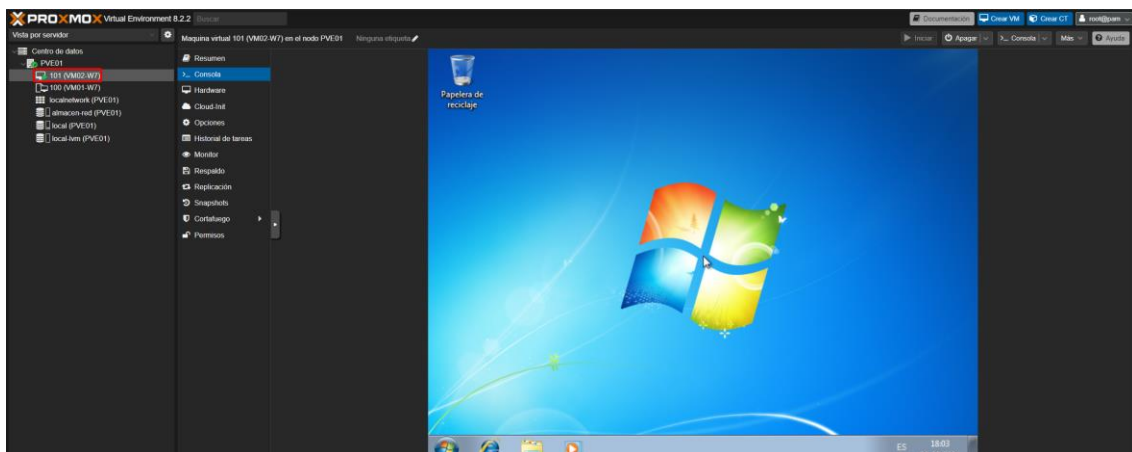 PROXMOX Virtual Environment 8.2.2 Buscar Documentación Crear VM Crear CT root@pam
Vista por servidor Maquina virtual 101 (VM02-W7) en el nodo PVE01 Ninguna etiqueta Iniciar Apagar Consola Más Ayuda
Centro de datos
PVE01
101 (VM02-W7)
100 (VM01-W7)
localnetwork (PVE01)
almacen-red (PVE01)
local (PVE01)
local-lvm (PVE01)
Resumen
>_ Consola
Hardware
Cloud-Init
Opciones
Historial de tareas
Monitor
Respaldo
Replicación
Snapshots
Cortafuego
Permisos
Papelera de
reciclaje
ES 18:03